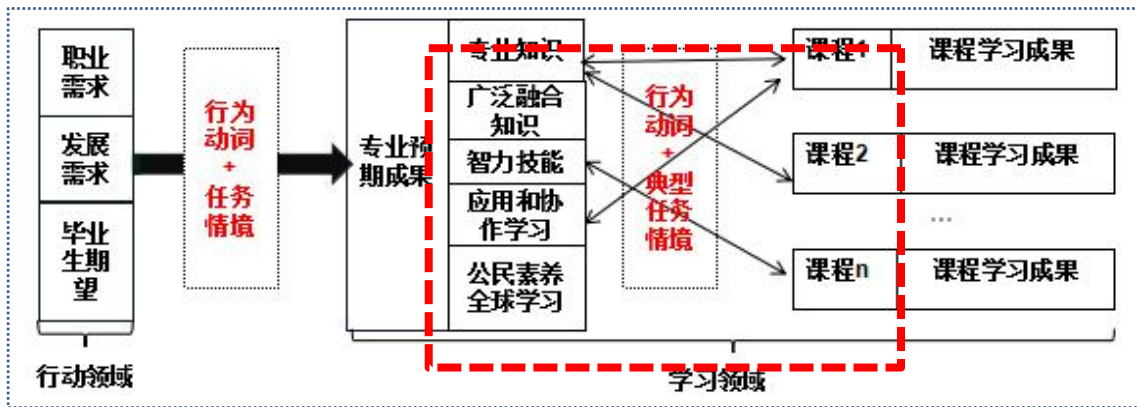 职业
需求
发展
需求
毕业
生期
望
行动领域
行为
动词
+
任务
情境
专业预
期成果
专业知识
广泛融合
知识
智力技能
应用和协
作学习
公民素养
全球学习
行为
动词
+
典型
任务
情境
课程1
课程学习成果
课程2
课程学习成果
...
课程n
课程学习成果
学习领域